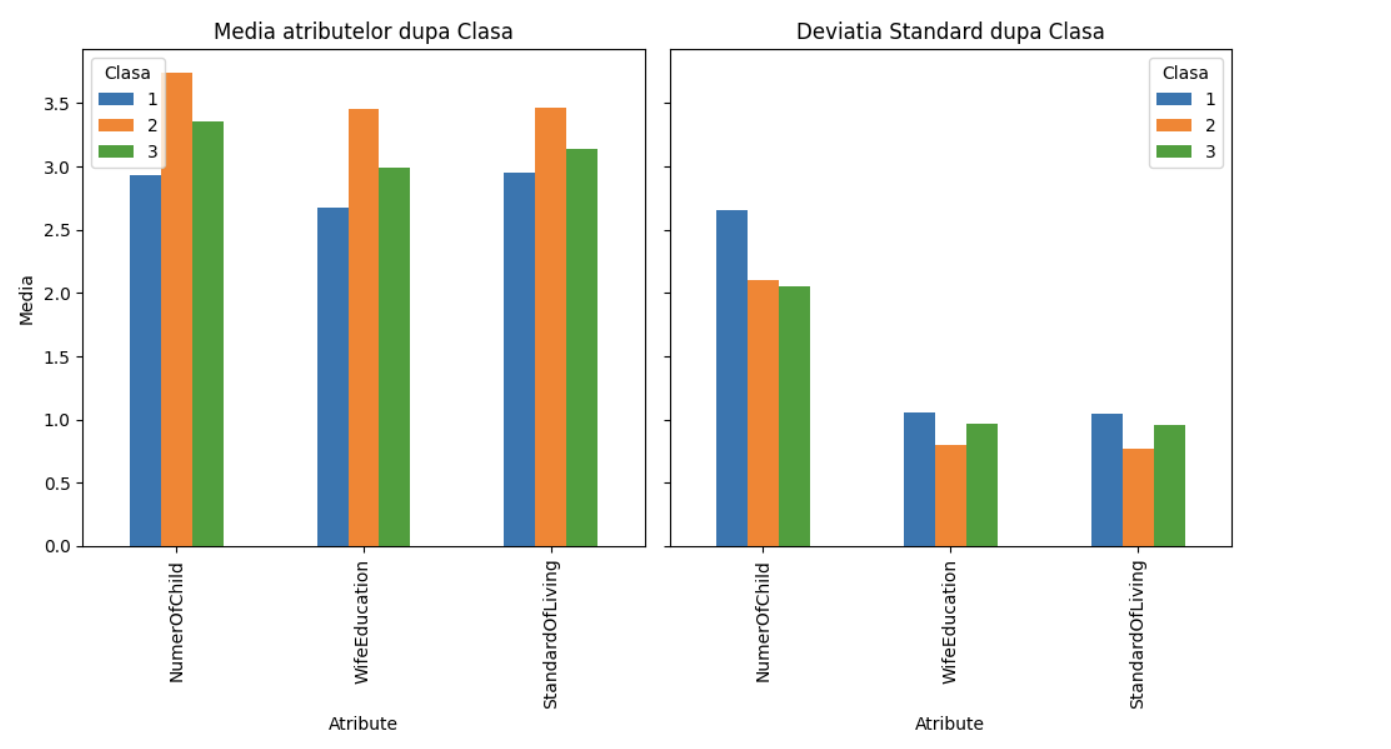 Media atributelor dupa Clasa
Clasa
1
2
3
Media
3.5
3.0
2.5
2.0
1.5
1.0
0.5
0.0
NumerOfChild
WifeEducation
StandardOfLiving
Atribute
Deviatia Standard dupa Clasa
Clasa
1
2
3
NumerOfChild
WifeEducation
StandardOfLiving
Atribute